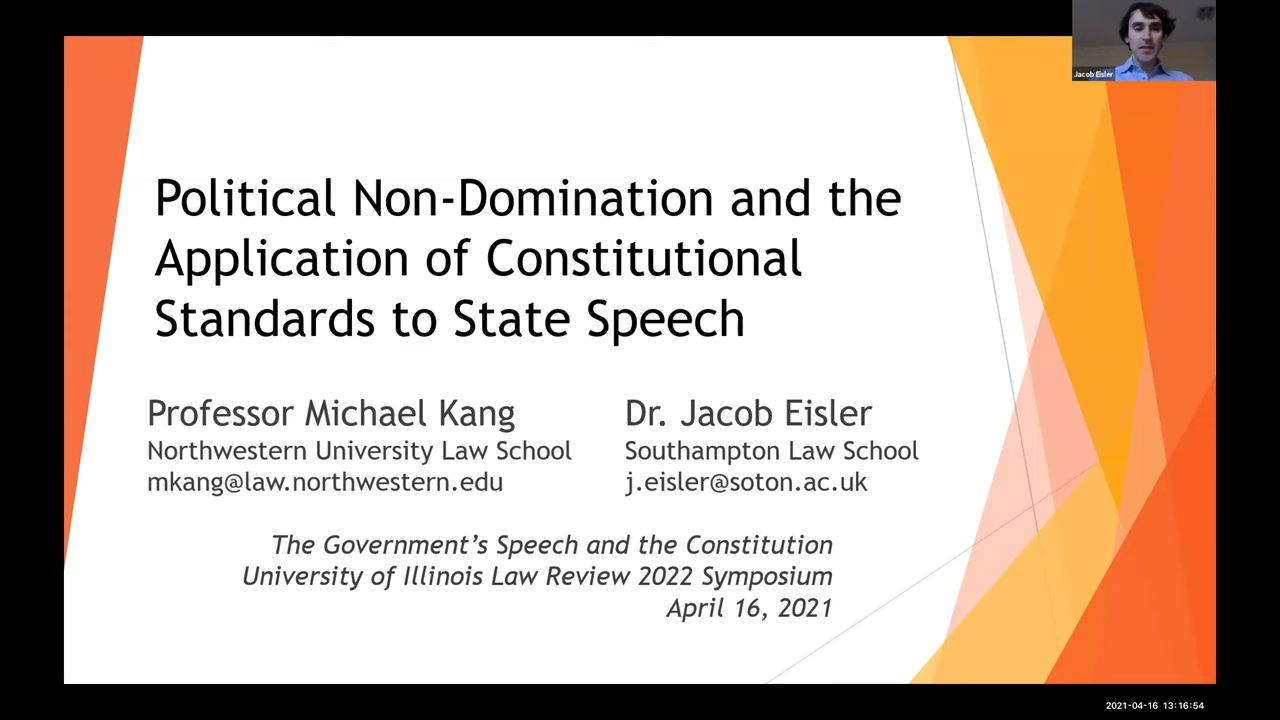 Jacob Eisler
Political Non-Domination and the
Application of Constitutional
Standards to State Speech
Professor Michael Kang
Northwestern University Law School
mkang@law.northwestern.edu
Dr. Jacob Eisler
Southampton Law School
j.eisler@soton.ac.uk
The Government's Speech and the Constitution
University of Illinois Law Review 2022 Symposium
April 16, 2021
2021-04-16 13:16:54